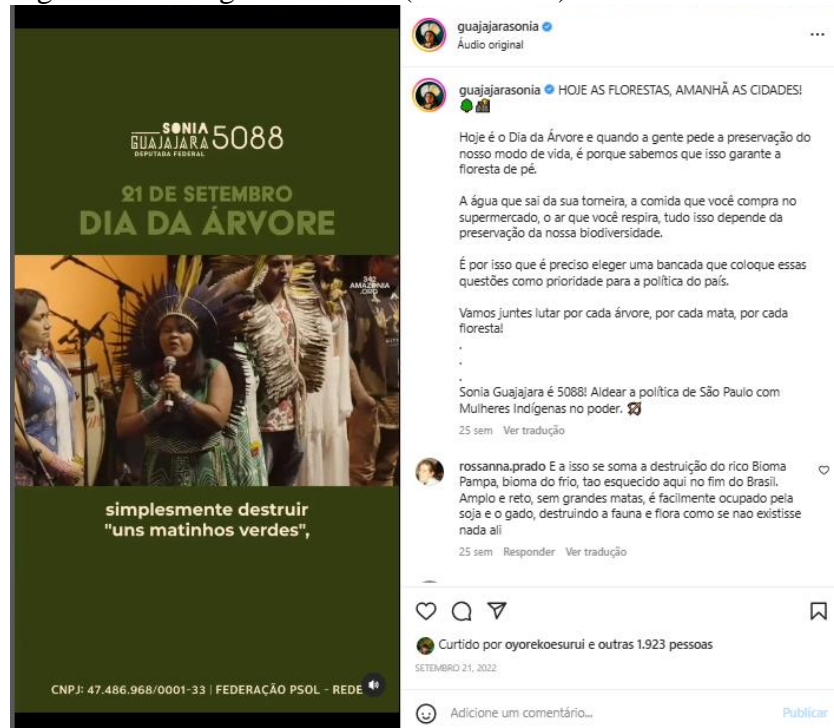 SONIA
GUAJAJARA 5088
DEPUTADA FEDERAL
21 DE SETEMBRO
DIA DA ÁRVORE
342
AMAZONIA
.ORG
simplesmente destruir
"uns matinhos verdes",
CNPJ: 47.486.968/0001-33 | FEDERAÇÃO PSOL - REDE
guajajarasonia
Áudio original
guajajarasonia HOJE AS FLORESTAS, AMANHÃ AS CIDADES!
Hoje é o Dia da Árvore e quando a gente pede a preservação do
nosso modo de vida, é porque sabemos que isso garante a
floresta de pé.
A água que sai da sua torneira, a comida que você compra no
supermercado, o ar que você respira, tudo isso depende da
preservação da nossa biodiversidade.
É por isso que é preciso eleger uma bancada que coloque essas
questões como prioridade para a política do país.
Vamos juntes lutar por cada árvore, por cada mata, por cada
floresta!
.
.
.
Sonia Guajajara é 5088! Aldear a política de São Paulo com
Mulheres Indígenas no poder.
25 sem Ver tradução
rossanna.prado E a isso se soma a destruição do rico Bioma
Pampa, bioma do frio, tao esquecido aqui no fim do Brasil.
Amplo e reto, sem grandes matas, é facilmente ocupado pela
soja e o gado, destruindo a fauna e flora como se nao existisse
nada ali
25 sem Responder Ver tradução
Curtido por oyorekoesurui e outras 1.923 pessoas
SETEMBRO 21, 2022
Adicione um comentário... Publicar